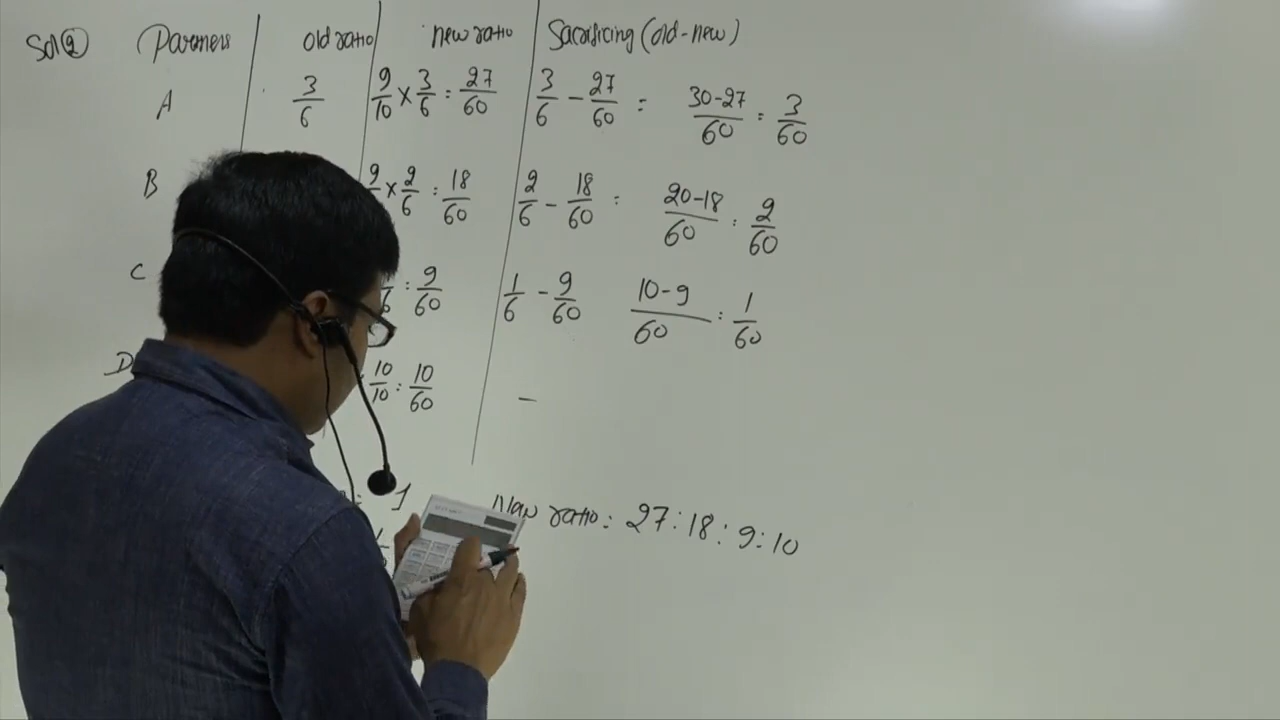 Sol② Partners old ratio new ratio Sacrificing (old-new)
A 3/6 9/10 × 3/6 = 27/60 3/6 - 27/60 = 30-27/60 = 3/60
B 9/ × 2/6 = 18/60 2/6 - 18/60 = 20-18/60 = 2/60
C 6 = 9/60 1/6 - 9/60 10-9/60 = 1/60
D 10/10 = 10/60 -
1
New ratio = 27:18:9:10